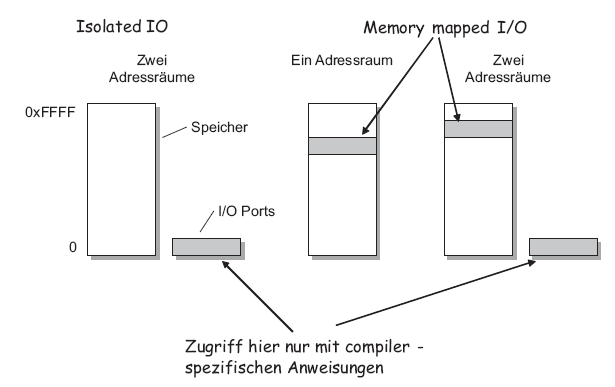 Isolated IO
Memory mapped I/O
Zwei
Adressräume
Ein Adressraum
Zwei
Adressräume
0xFFFF
Speicher
I/O Ports
0
Zugriff hier nur mit compiler -
spezifischen Anweisungen